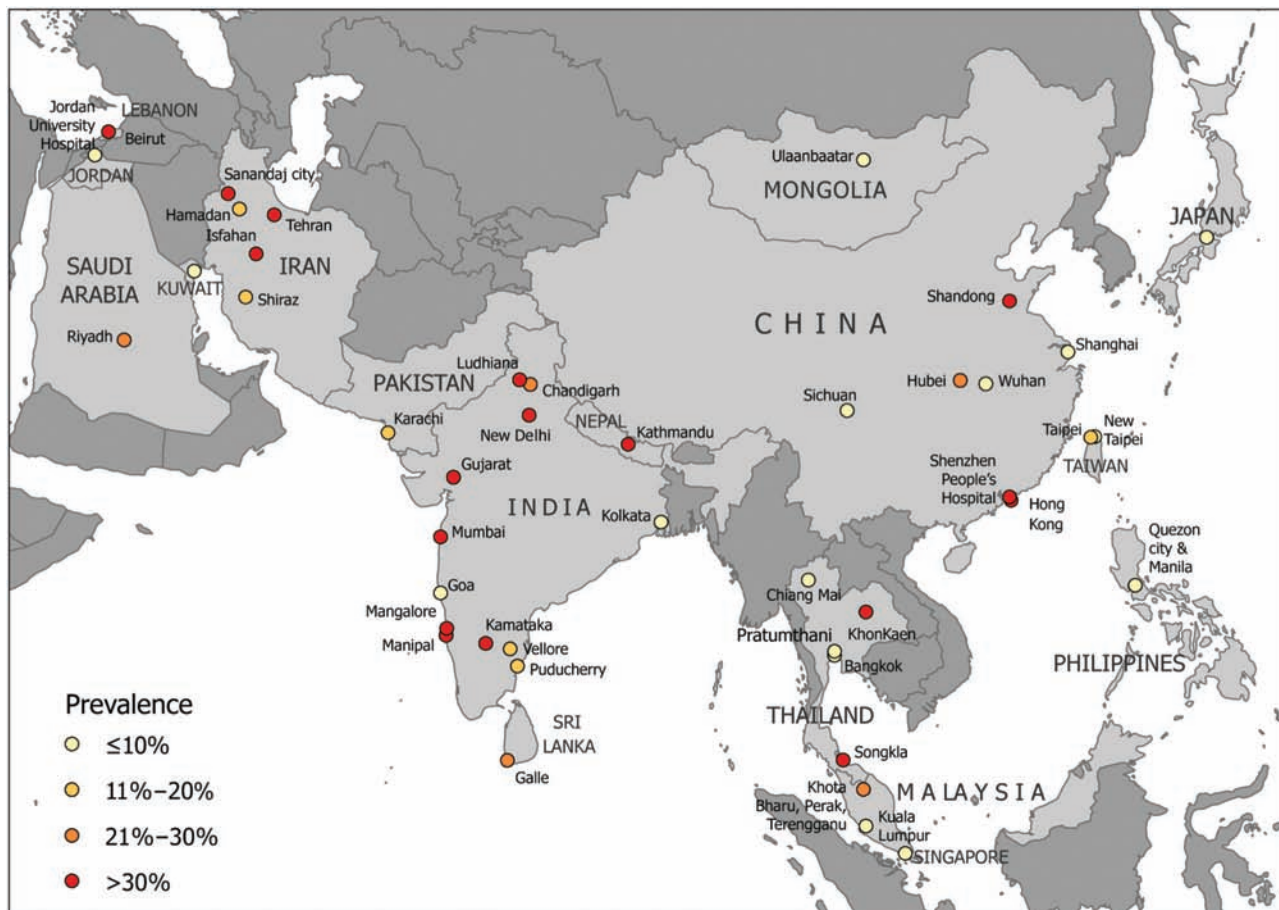 Jordan
University
Hospital
LEBANON
Beirut
JORDAN
Sanandaj city
Hamadan
Isfahan
Tehran
IRAN
Shiraz
SAUDI
ARABIA
KUWAIT
Riyadh
Ulaanbaatar
MONGOLIA
JAPAN
CHINA
Shandong
Shanghai
Hubei
Wuhan
Sichuan
Taipei
New
Taipei
TAIWAN
Shenzhen
People's
Hospital
Hong
Kong
PAKISTAN
Karachi
Ludhiana
Chandigarh
New Delhi
NEPAL
Kathmandu
Gujarat
INDIA
Kolkata
Mumbai
Goa
Mangalore
Manipal
Kamataka
Vellore
Puducherry
SRI
LANKA
Galle
Chiang Mai
KhonKaen
Pratumthani
Bangkok
THAILAND
Songkla
Quezon
city &
Manila
PHILIPPINES
MALAYSIA
Khota
Bharu, Perak,
Terengganu
Kuala
Lumpur
SINGAPORE
Prevalence
≤10%
11%–20%
21%–30%
>30%